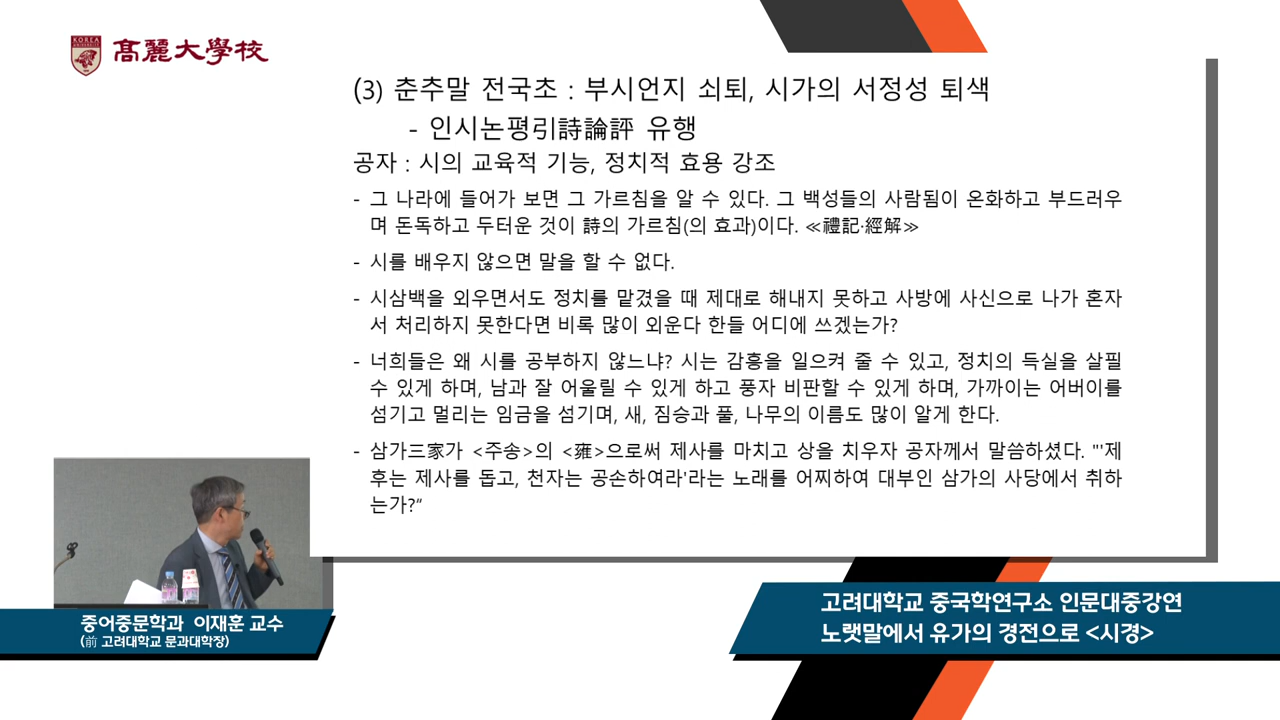 KOREA
UNIVERSITY
高麗大學校
(3) 춘추말 전국초 : 부시언지 쇠퇴, 시가의 서정성 퇴색
- 인시논평引詩論評 유행
공자 : 시의 교육적 기능, 정치적 효용 강조
- 그 나라에 들어가 보면 그 가르침을 알 수 있다. 그 백성들의 사람됨이 온화하고 부드러우
며 돈독하고 두터운 것이 詩의 가르침(의 효과)이다. ≪禮記·經解≫
- 시를 배우지 않으면 말을 할 수 없다.
- 시삼백을 외우면서도 정치를 맡겼을 때 제대로 해내지 못하고 사방에 사신으로 나가 혼자
서 처리하지 못한다면 비록 많이 외운다 한들 어디에 쓰겠는가?
- 너희들은 왜 시를 공부하지 않느냐? 시는 감흥을 일으켜 줄 수 있고, 정치의 득실을 살필
수 있게 하며, 남과 잘 어울릴 수 있게 하고 풍자 비판할 수 있게 하며, 가까이는 어버이를
섬기고 멀리는 임금을 섬기며, 새, 짐승과 풀, 나무의 이름도 많이 알게 한다.
- 삼가三家가 <주송>의 <雍>으로써 제사를 마치고 상을 치우자 공자께서 말씀하셨다. "'제
후는 제사를 돕고, 천자는 공손하여라'라는 노래를 어찌하여 대부인 삼가의 사당에서 취하
는가?“
중어중문학과 이재훈 교수
(前 고려대학교 문과대학장)
고려대학교 중국학연구소 인문대중강연
노랫말에서 유가의 경전으로 <시경>